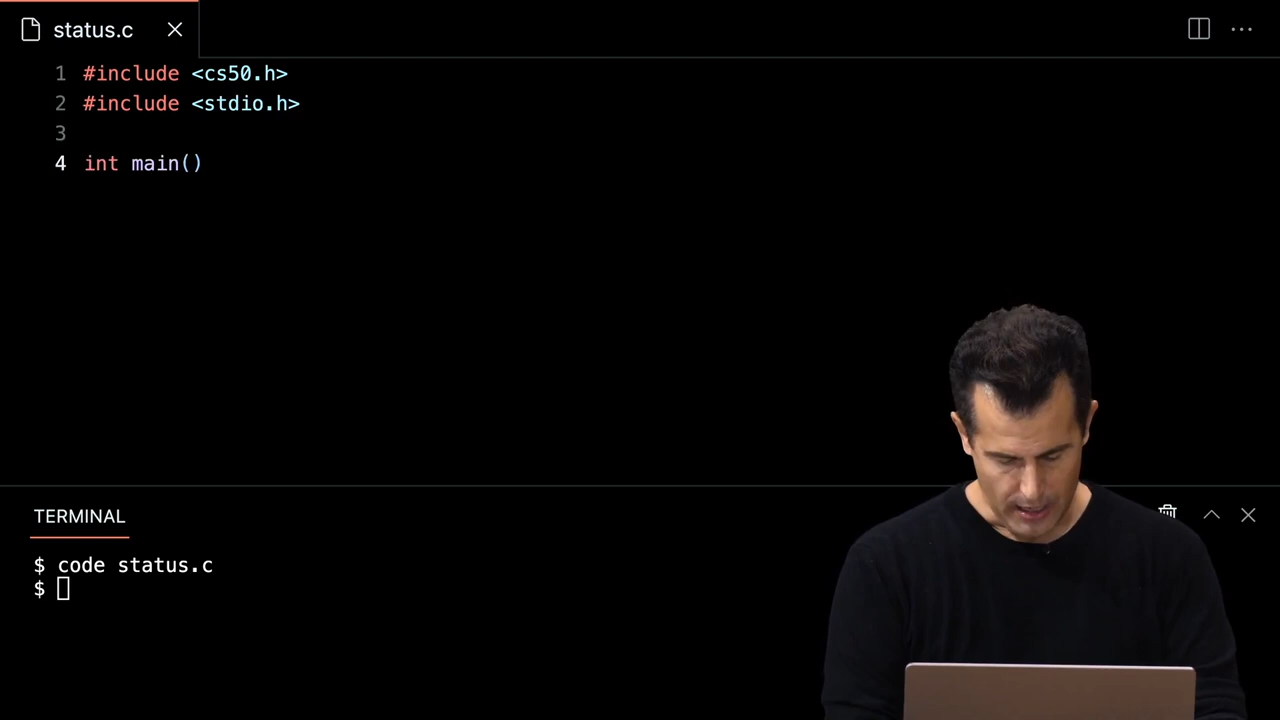 status.c
1 #include <cs50.h>
2 #include <stdio.h>
3
4 int main()
TERMINAL
$ code status.c
$